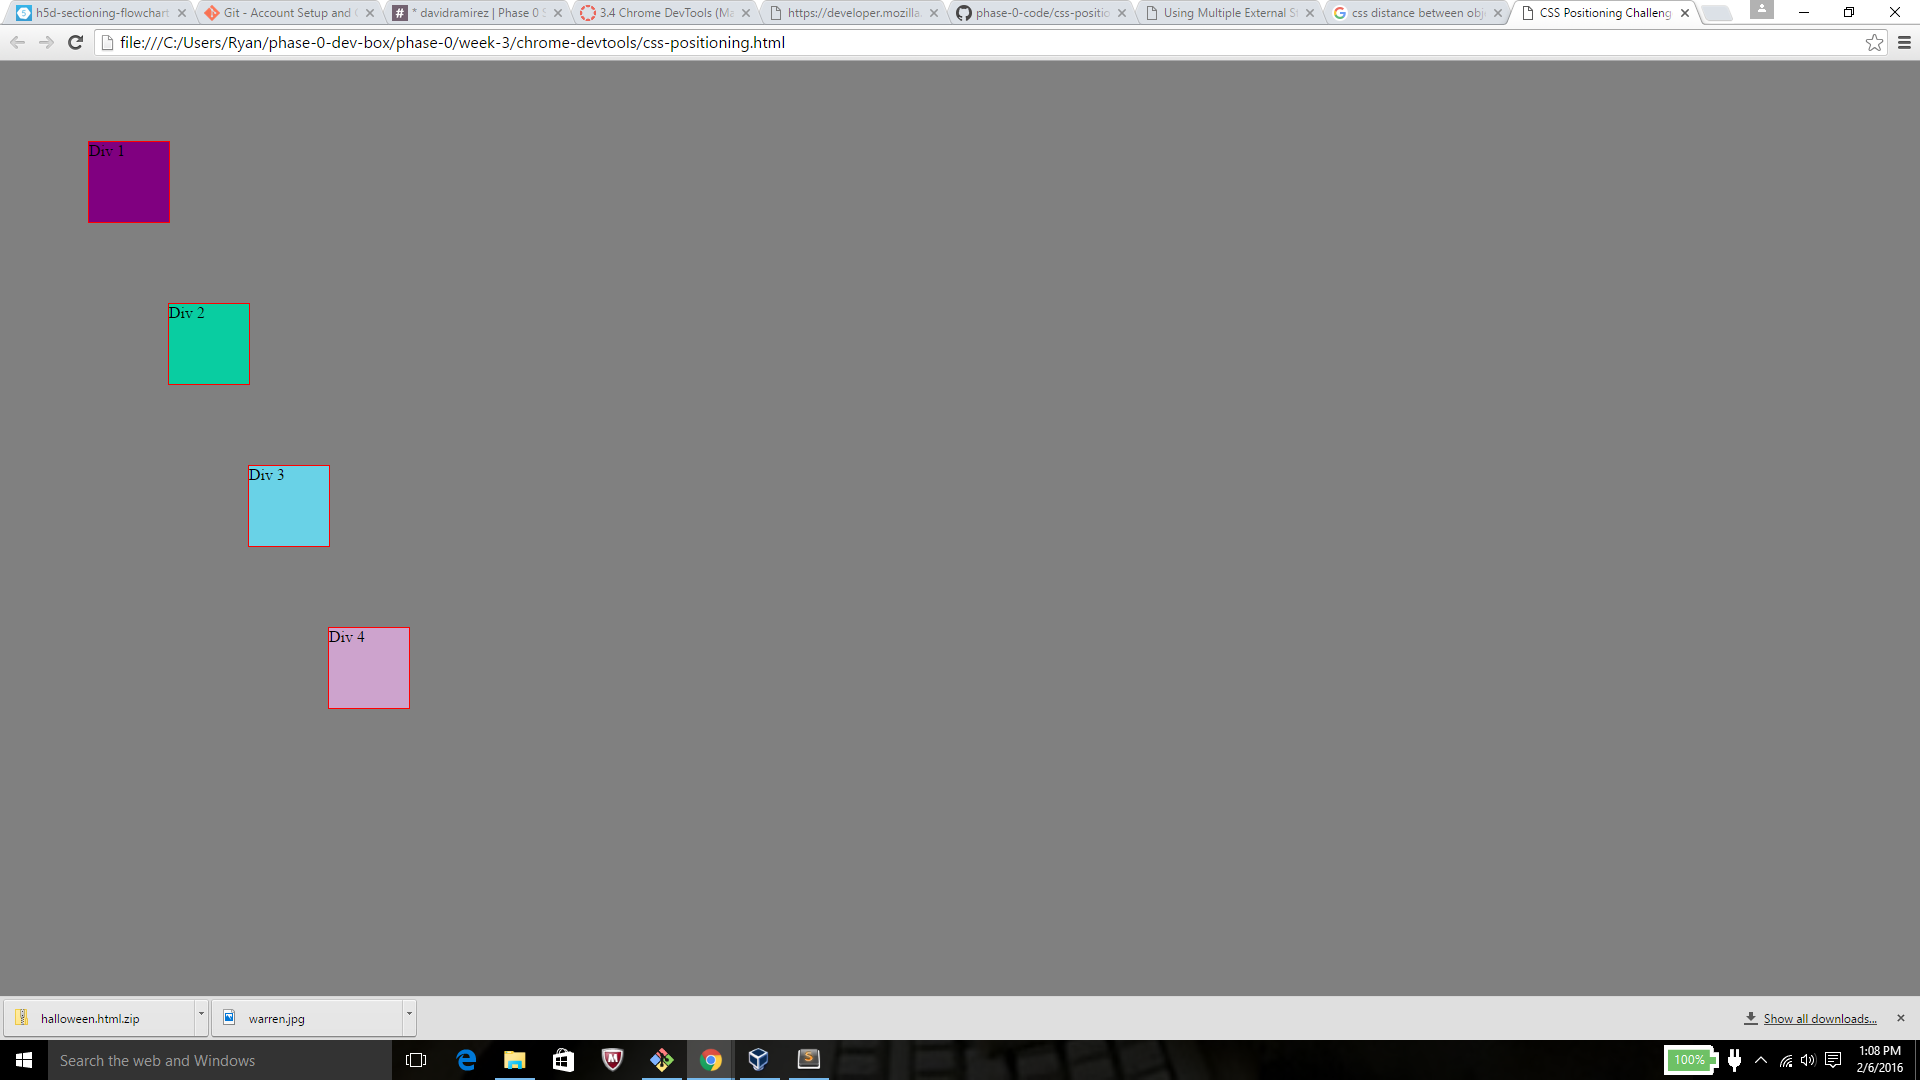 h5d-sectioning-flowchart
Git - Account Setup and
* davidramirez | Phase 0 S
3.4 Chrome DevTools (Ma
https://developer.mozilla.
phase-0-code/css-positio
Using Multiple External St
css distance between obj
CSS Positioning Challeng
file:///C:/Users/Ryan/phase-0-dev-box/phase-0/week-3/chrome-devtools/css-positioning.html
Div 1
Div 2
Div 3
Div 4
halloween.html.zip
warren.jpg
Show all downloads...
Search the web and Windows
100%
1:08 PM
2/6/2016